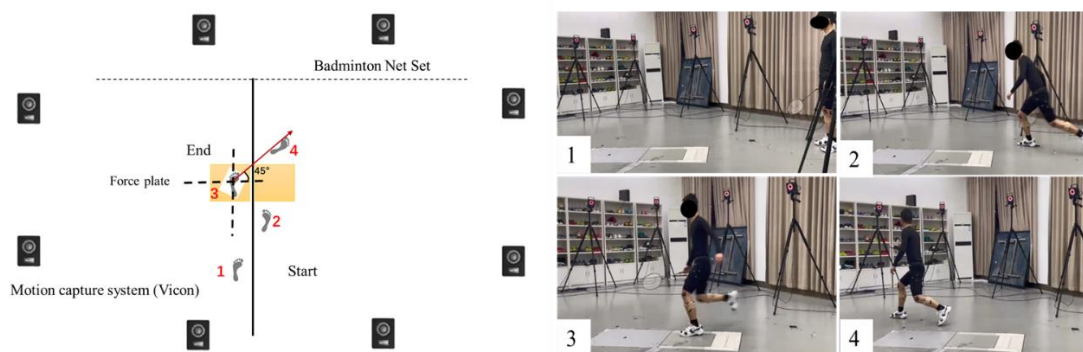 Badminton Net Set
End
4
45°
Force plate
3
2
1
Start
Motion capture system (Vicon)
1
2
3
4